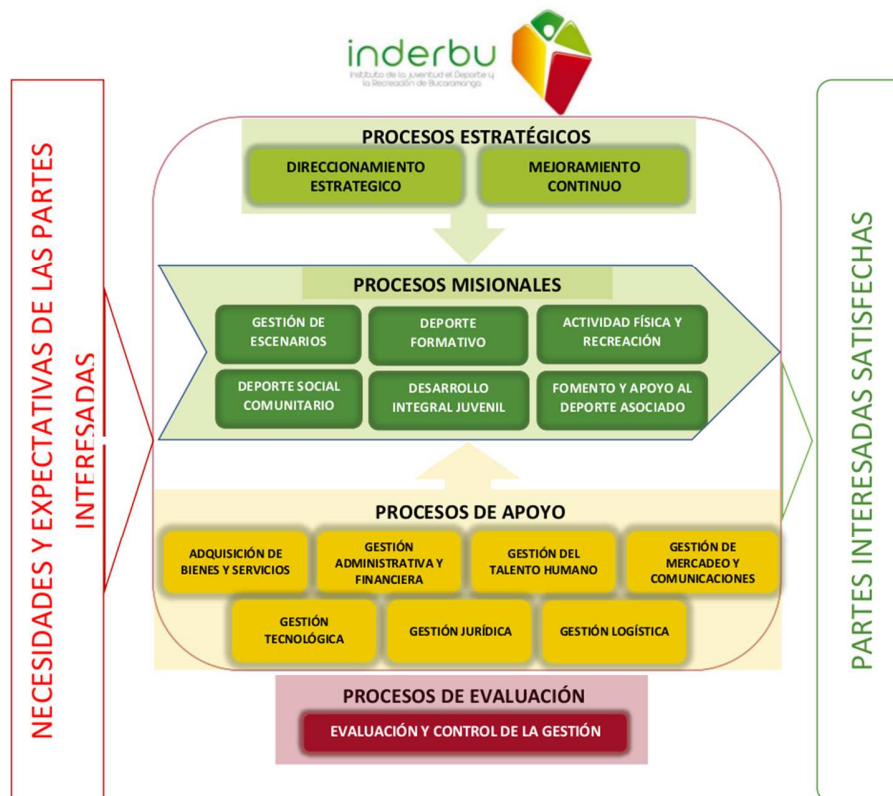 inderbu
Instituto de la Juventud el Deporte y
la Recreación de Bucaramanga
NECESIDADES Y EXPECTATIVAS DE LAS PARTES
INTERESADAS
PROCESOS ESTRATÉGICOS
DIRECCIONAMIENTO
ESTRATEGICO
MEJORAMIENTO
CONTINUO
PROCESOS MISIONALES
GESTIÓN DE
ESCENARIOS
DEPORTE
FORMATIVO
ACTIVIDAD FÍSICA Y
RECREACIÓN
DEPORTE SOCIAL
COMUNITARIO
DESARROLLO
INTEGRAL JUVENIL
FOMENTO Y APOYO AL
DEPORTE ASOCIADO
PROCESOS DE APOYO
ADQUISICIÓN DE
BIENES Y SERVICIOS
GESTIÓN
ADMINISTRATIVA Y
FINANCIERA
GESTIÓN DEL
TALENTO HUMANO
GESTIÓN DE
MERCADEO Y
COMUNICACIONES
GESTIÓN
TECNOLÓGICA
GESTIÓN JURÍDICA
GESTIÓN LOGÍSTICA
PROCESOS DE EVALUACIÓN
EVALUACIÓN Y CONTROL DE LA GESTIÓN
PARTES INTERESADAS SATISFECHAS